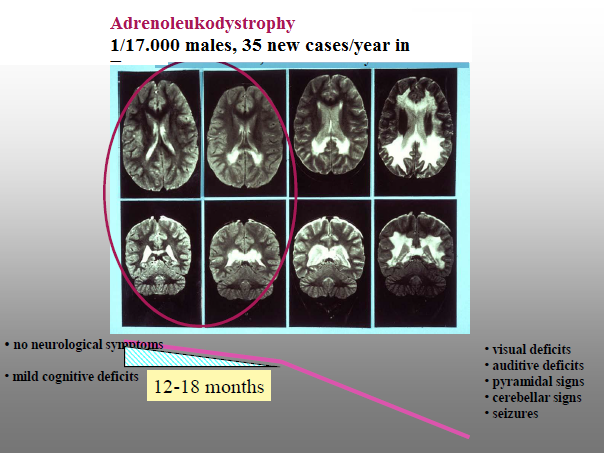 Adrenoleukodystrophy
1/17.000 males, 35 new cases/year in
• no neurological symptoms
• mild cognitive deficits
12-18 months
• visual deficits
• auditive deficits
• pyramidal signs
• cerebellar signs
• seizures